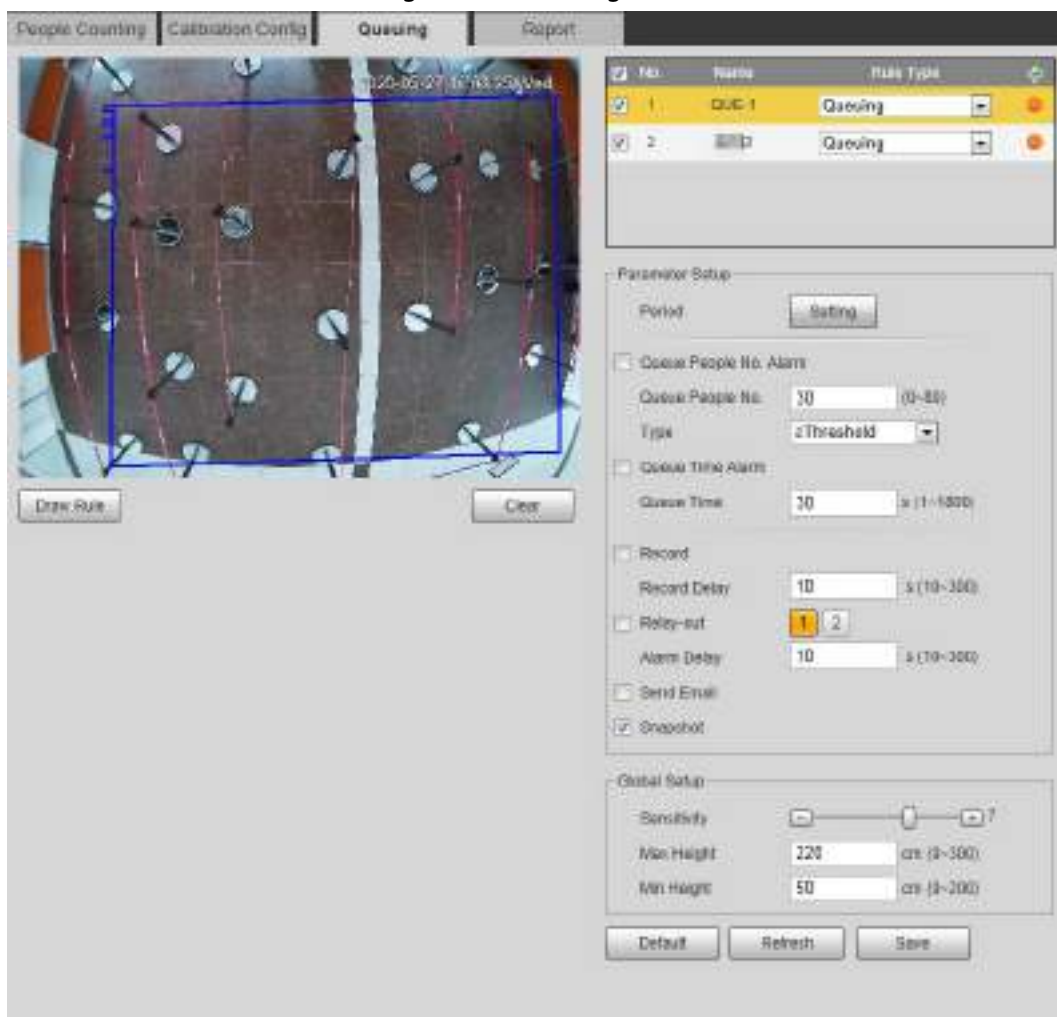 People Counting Calibration Config Queuing Report
No. Name Rule Type
1 QUE-1 Queuing
2 Queuing
Parameter Setup
Period Setting
Queue People No. Alarm
Queue People No. 30 (0~80)
Type ≥Threshold
Queue Time Alarm
Queue Time 30 s (1~1800)
Record
Record Delay 10 s (10~300)
Relay-out 1 2
Alarm Delay 10 s (10~300)
Send Email
Snapshot
Draw Rule Clear
Global Setup
Sensitivity - + 7
Max Height 220 cm (0~300)
Min Height 50 cm (0~200)
Default Refresh Save